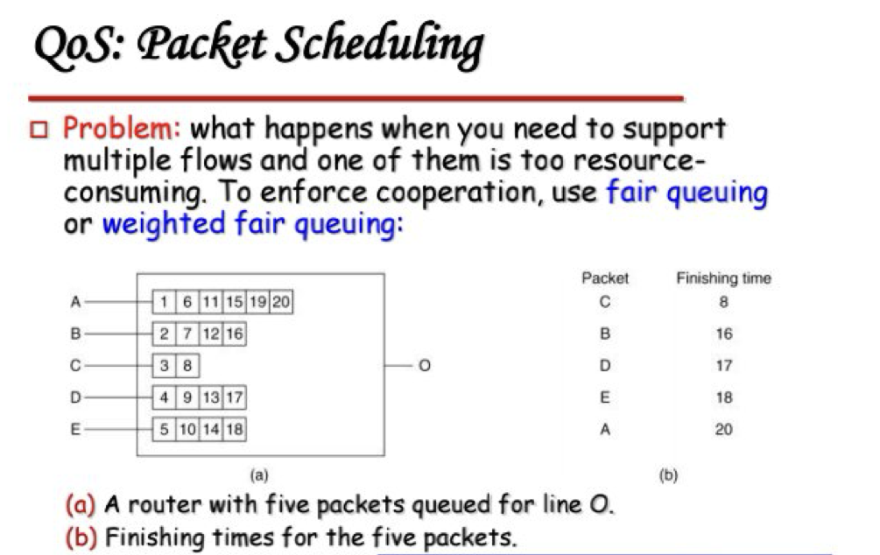 QoS: Packet Scheduling
Problem: what happens when you need to support
multiple flows and one of them is too resource-
consuming. To enforce cooperation, use fair queuing
or weighted fair queuing:
A 1 6 11 15 19 20
B 2 7 12 16
C 3 8
D 4 9 13 17
E 5 10 14 18
O
(a)
Packet Finishing time
C 8
B 16
D 17
E 18
A 20
(b)
(a) A router with five packets queued for line O.
(b) Finishing times for the five packets.